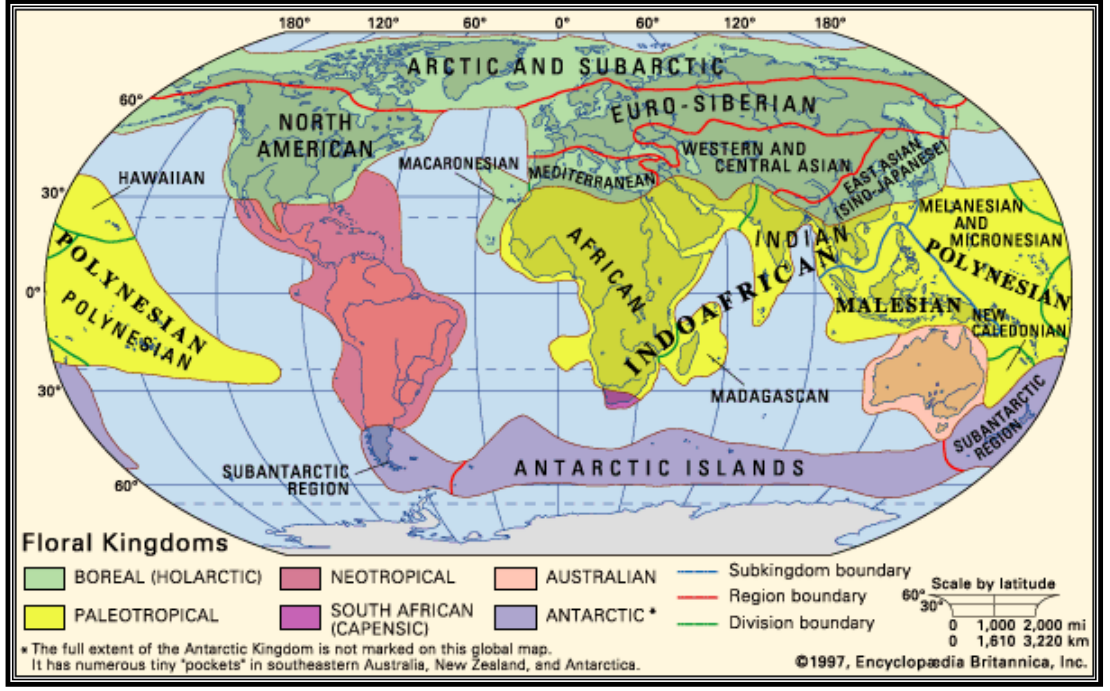 180° 120° 60° 0° 60° 120° 180°
ARCTIC AND SUBARCTIC
60°
EURO-SIBERIAN
60°
NORTH
AMERICAN
WESTERN AND
CENTRAL ASIAN
MACARONESIAN
MEDITERRANEAN
EAST ASIAN
(SINO-JAPANESE)
HAWAIIAN
30°
30°
MELANESIAN
AND
MICRONESIAN
AFRICAN
INDIAN
POLYNESIAN
POLYNESIAN
INDOAFRICAN
POLYNESIAN
MALESIAN
0°
0°
NEW
CALEDONIAN
MADAGASCAN
30°
30°
SUBANTARCTIC
REGION
ANTARCTIC ISLANDS
SUBANTARCTIC
REGION
60°
60°
Floral Kingdoms
BOREAL (HOLARCTIC)
PALEOTROPICAL
NEOTROPICAL
SOUTH AFRICAN
(CAPENSIC)
AUSTRALIAN
ANTARCTIC *
Subkingdom boundary
Region boundary
Division boundary
Scale by latitude
60°
30°
0 1,000 2,000 mi
0 1,610 3,220 km
* The full extent of the Antarctic Kingdom is not marked on this global map.
It has numerous tiny "pockets" in southeastern Australia, New Zealand, and Antarctica.
©1997, Encyclopædia Britannica, Inc.